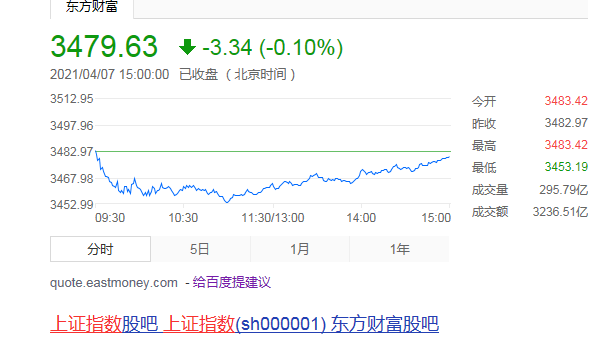 东方财富
3479.63 -3.34 (-0.10%)
2021/04/07 15:00:00 已收盘 ( 北京时间 )
3512.95
3497.96
3482.97
3467.98
3452.99
09:30 10:30 11:30/13:00 14:00 15:00
今开 3483.42
昨收 3482.97
最高 3483.42
最低 3453.19
成交量 295.79亿
成交额 3236.51亿
分时 5日 1月 1年
quote.eastmoney.com - 给百度提建议
上证指数股吧 上证指数(sh000001) 东方财富股吧